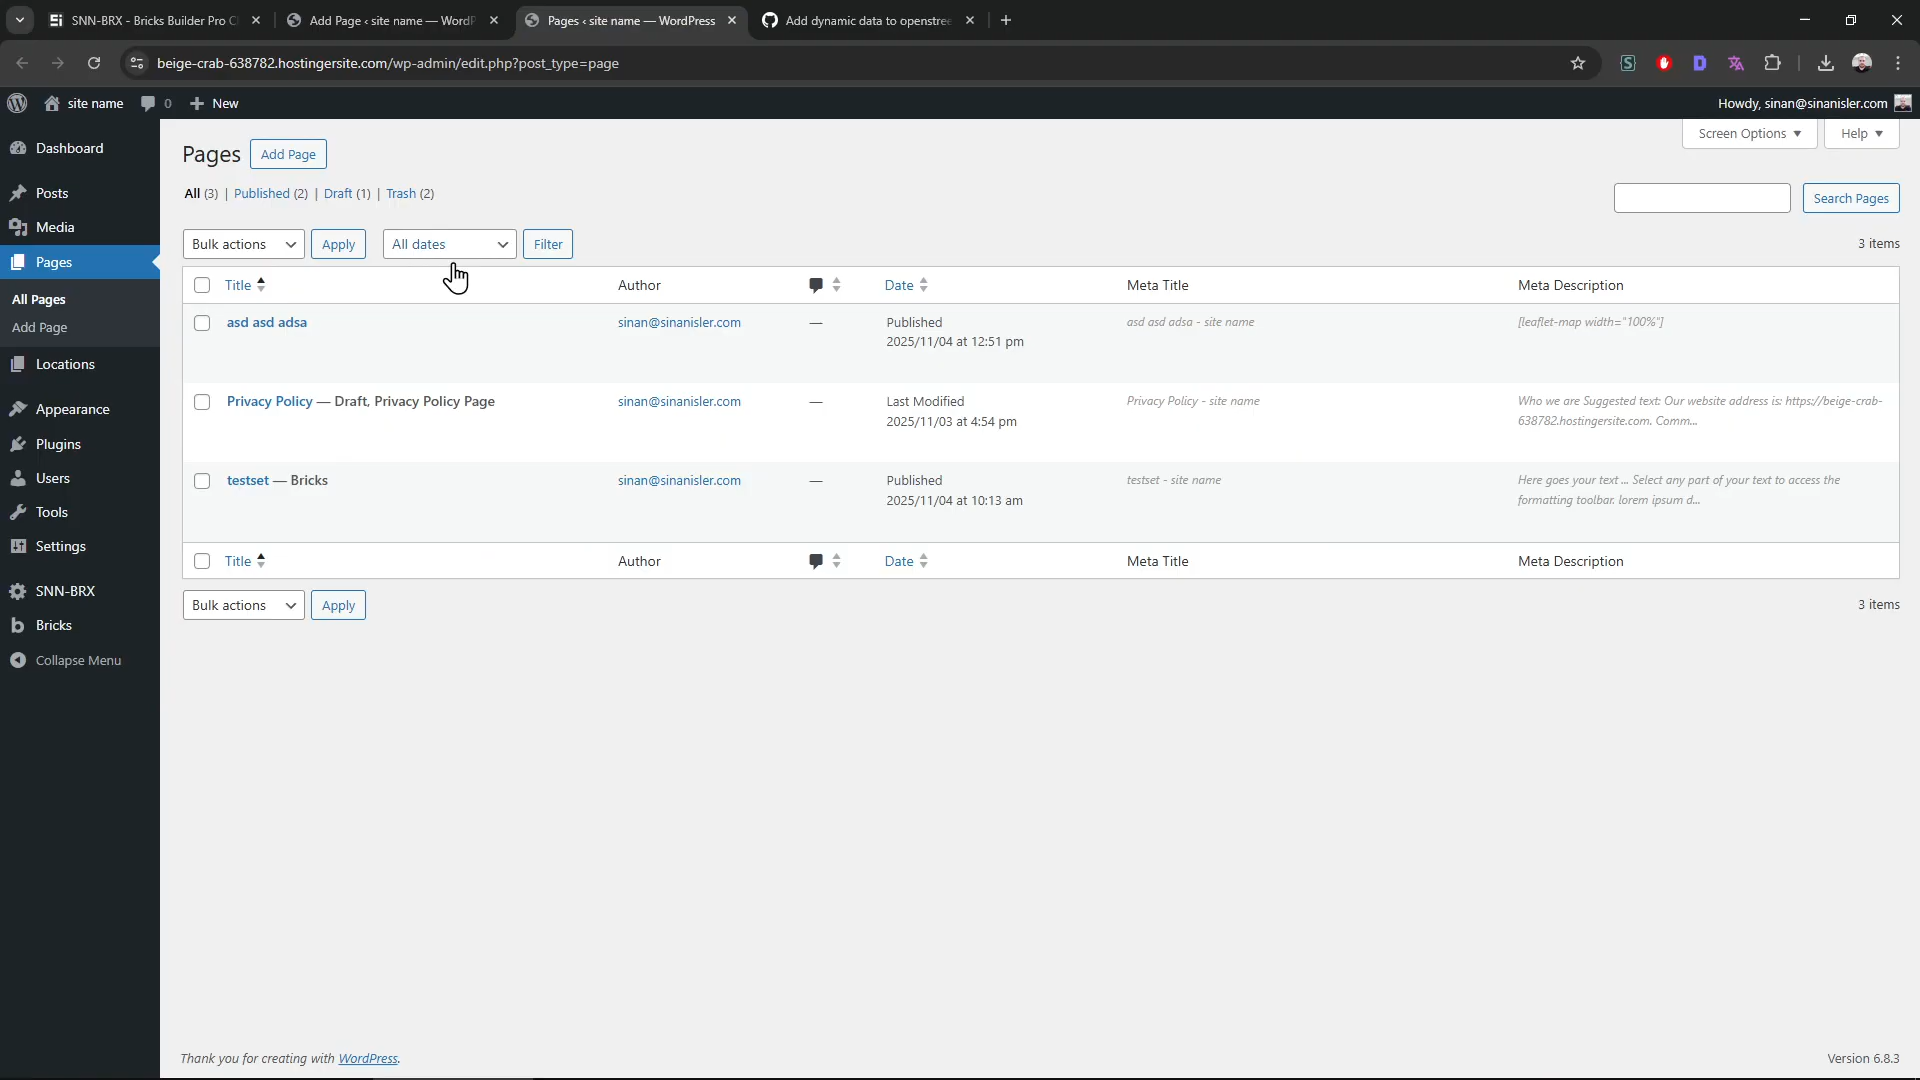 SNN-BRX - Bricks Builder Pro C
Add Page ‹ site name — WordP
Pages ‹ site name — WordPress
Add dynamic data to openstree
beige-crab-638782.hostingersite.com/wp-admin/edit.php?post_type=page
site name
0
New
Howdy, sinan@sinanisler.com
Dashboard
Posts
Media
Pages
All Pages
Add Page
Locations
Appearance
Plugins
Users
Tools
Settings
SNN-BRX
Bricks
Collapse Menu
Screen Options
Help
Pages
Add Page
All (3) | Published (2) | Draft (1) | Trash (2)
Search Pages
Bulk actions
Apply
All dates
Filter
3 items
Title
Author
Date
Meta Title
Meta Description
asd asd adsa
sinan@sinanisler.com
—
Published
2025/11/04 at 12:51 pm
asd asd adsa - site name
[leaflet-map width="100%"]
Privacy Policy — Draft, Privacy Policy Page
sinan@sinanisler.com
—
Last Modified
2025/11/03 at 4:54 pm
Privacy Policy - site name
Who we are Suggested text: Our website address is: https://beige-crab-
638782.hostingersite.com. Comm...
testset — Bricks
sinan@sinanisler.com
—
Published
2025/11/04 at 10:13 am
testset - site name
Here goes your text ... Select any part of your text to access the
formatting toolbar. lorem ipsum d...
Title
Author
Date
Meta Title
Meta Description
Bulk actions
Apply
3 items
Thank you for creating with WordPress.
Version 6.8.3